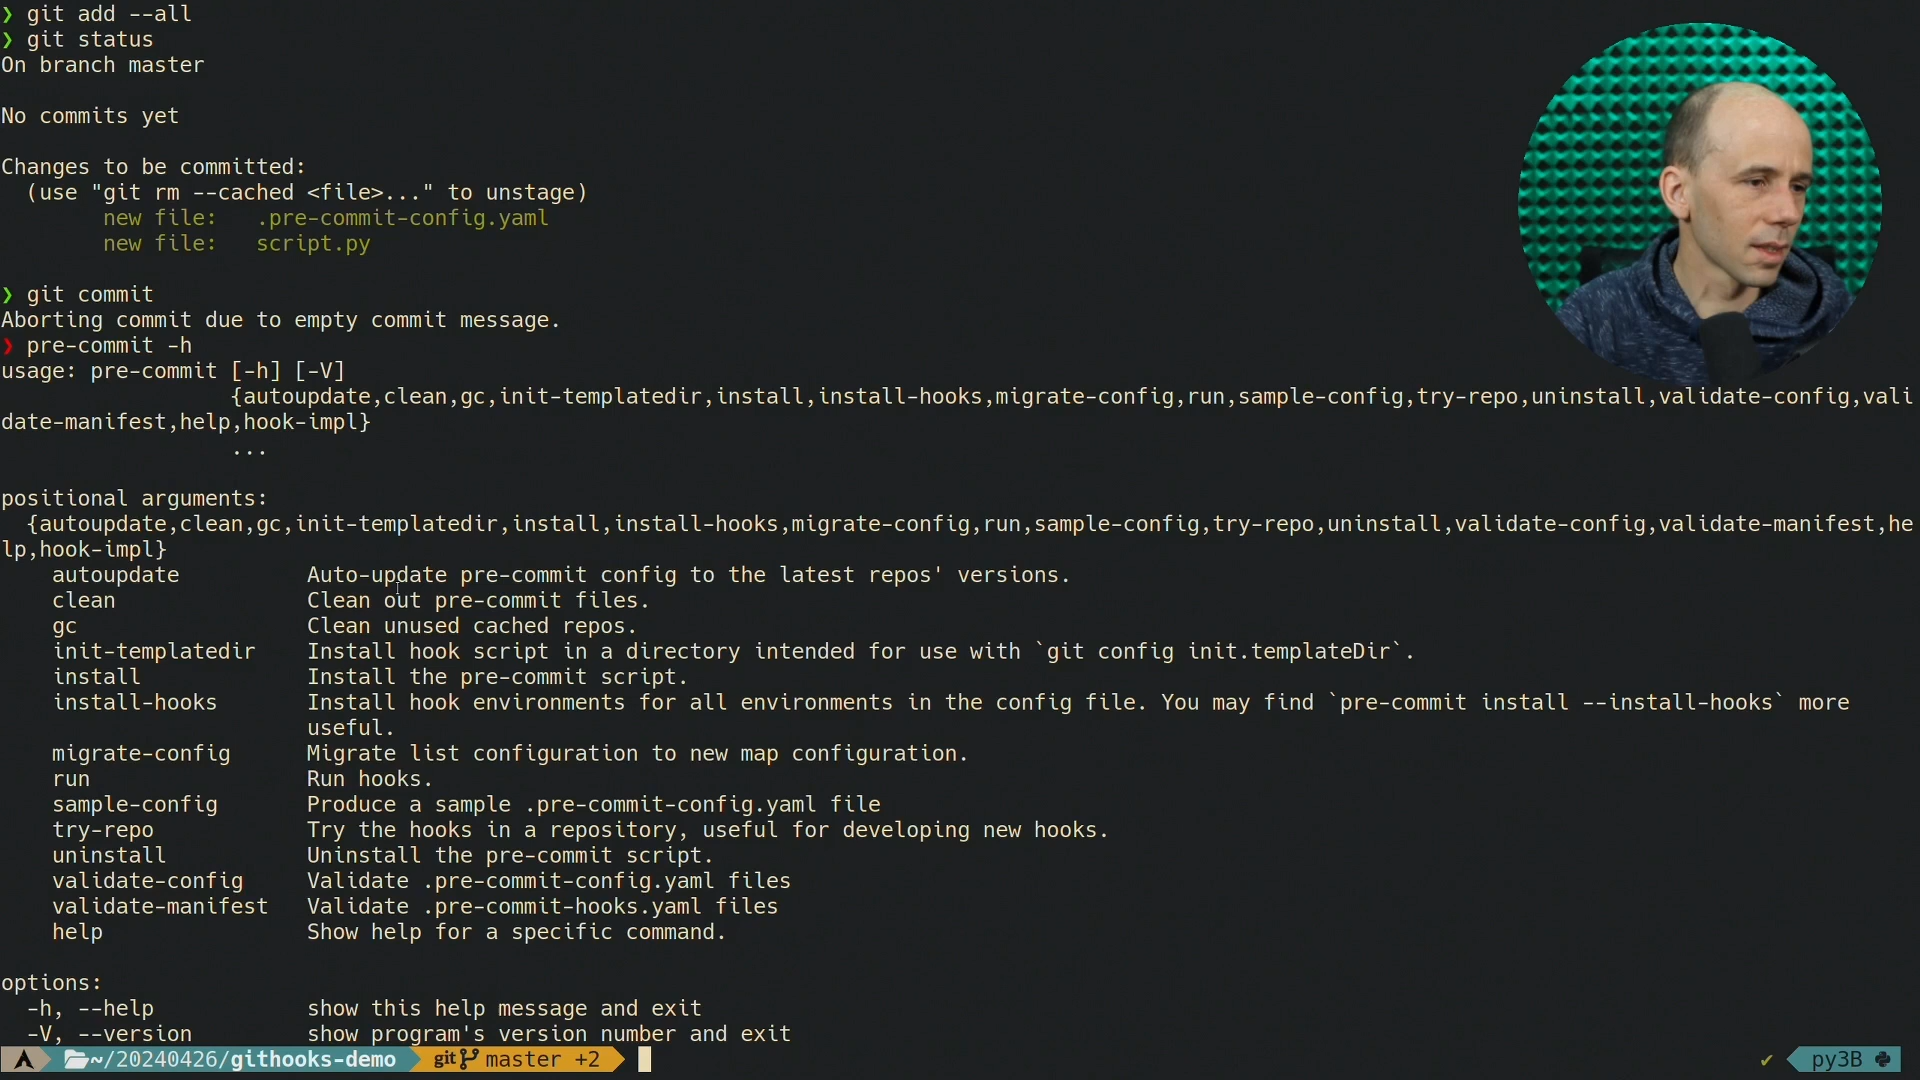 ❯ git add --all
❯ git status
On branch master
No commits yet
Changes to be committed:
(use "git rm --cached <file>..." to unstage)
new file: .pre-commit-config.yaml
new file: script.py
❯ git commit
Aborting commit due to empty commit message.
❯ pre-commit -h
usage: pre-commit [-h] [-V]
{autoupdate,clean,gc,init-templatedir,install,install-hooks,migrate-config,run,sample-config,try-repo,uninstall,validate-config,vali
date-manifest,help,hook-impl}
...
positional arguments:
{autoupdate,clean,gc,init-templatedir,install,install-hooks,migrate-config,run,sample-config,try-repo,uninstall,validate-config,validate-manifest,he
lp,hook-impl}
autoupdate Auto-update pre-commit config to the latest repos' versions.
clean Clean out pre-commit files.
gc Clean unused cached repos.
init-templatedir Install hook script in a directory intended for use with `git config init.templateDir`.
install Install the pre-commit script.
install-hooks Install hook environments for all environments in the config file. You may find `pre-commit install --install-hooks` more
useful.
migrate-config Migrate list configuration to new map configuration.
run Run hooks.
sample-config Produce a sample .pre-commit-config.yaml file
try-repo Try the hooks in a repository, useful for developing new hooks.
uninstall Uninstall the pre-commit script.
validate-config Validate .pre-commit-config.yaml files
validate-manifest Validate .pre-commit-hooks.yaml files
help Show help for a specific command.
options:
-h, --help show this help message and exit
-V, --version show program's version number and exit
~/20240426/githooks-demo git master +2 ✔ py3B